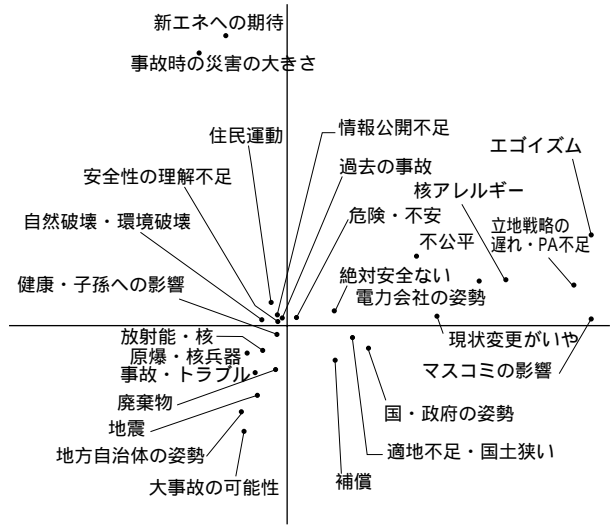 新エネへの期待
事故時の災害の大きさ
情報公開不足
住民運動
エゴイズム
過去の事故
安全性の理解不足
核アレルギー
自然破壊・環境破壊
危険・不安
立地戦略の
遅れ・PA不足
不公平
絶対安全ない
健康・子孫への影響
電力会社の姿勢
放射能・核
現状変更がいや
原爆・核兵器
事故・トラブル
マスコミの影響
廃棄物
国・政府の姿勢
地震
適地不足・国土狭い
地方自治体の姿勢
補償
大事故の可能性